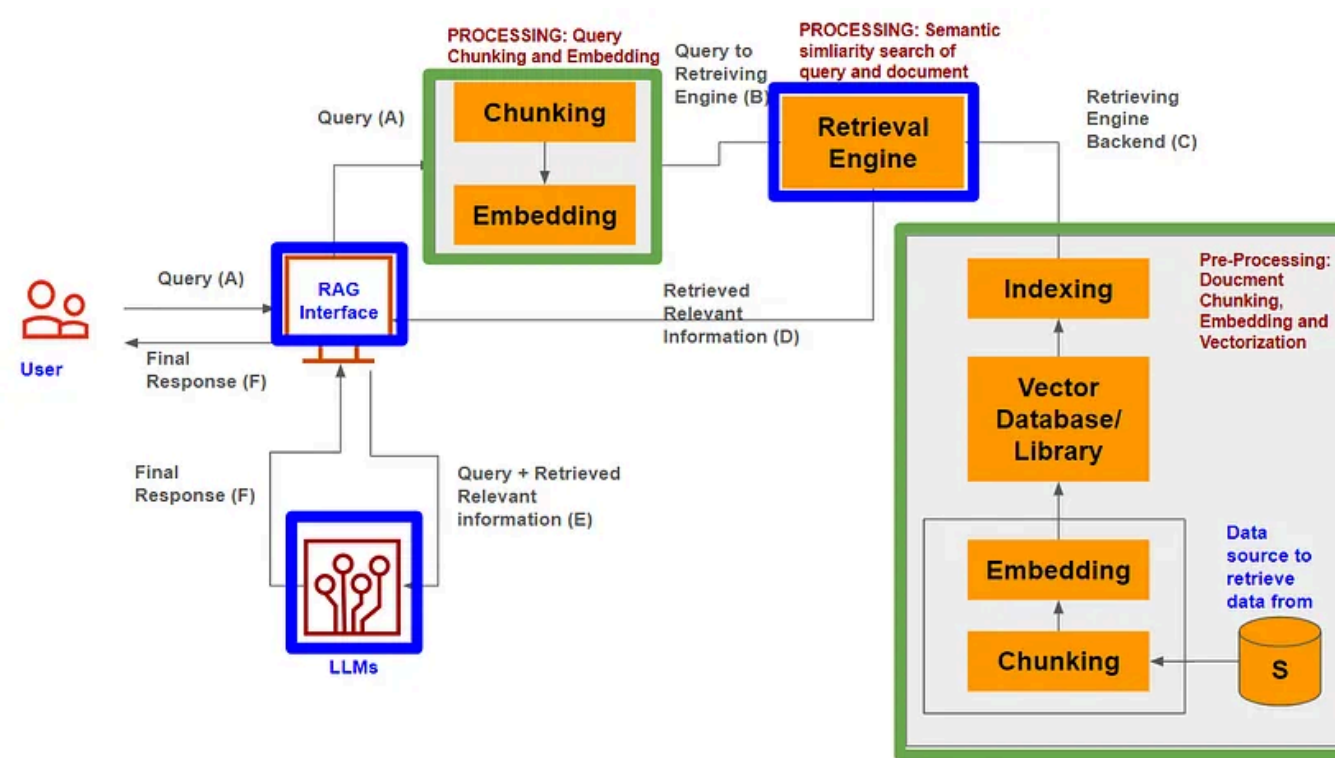 PROCESSING: Query
Chunking and Embedding
Query to
Retreiving
Engine (B)
PROCESSING: Semantic
simliarity search of
query and document
Retrieving
Engine
Backend (C)
Query (A)
Chunking
Embedding
Retrieval
Engine
Query (A)
RAG
Interface
User
Final
Response (F)
Retrieved
Relevant
Information (D)
Indexing
Pre-Processing:
Doucment
Chunking,
Embedding and
Vectorization
Vector
Database/
Library
Final
Response (F)
Query + Retrieved
Relevant
information (E)
LLMs
Embedding
Chunking
Data
source to
retrieve
data from
S